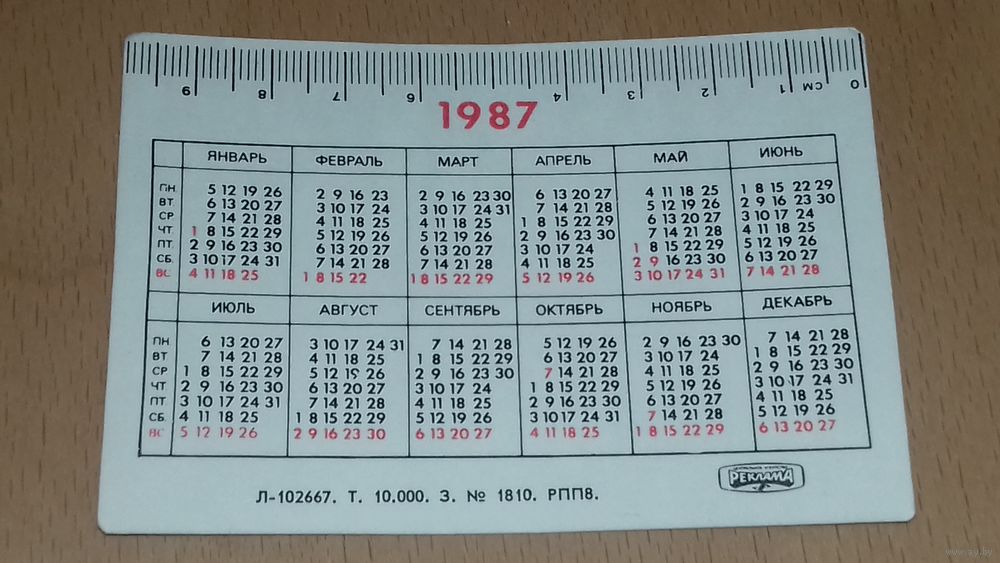 9 8 7 6 4 3 2 1 СМ 0
1987
ЯНВАРЬ ФЕВРАЛЬ МАРТ АПРЕЛЬ МАЙ ИЮНЬ
ПН 5 12 19 26 2 9 16 23 2 9 16 23 30 6 13 20 27 4 11 18 25 1 8 15 22 29
ВТ 6 13 20 27 3 10 17 24 3 10 17 24 31 7 14 21 28 5 12 19 26 2 9 16 23 30
СР 7 14 21 28 4 11 18 25 4 11 18 25 1 8 15 22 29 6 13 20 27 3 10 17 24
ЧТ 1 8 15 22 29 5 12 19 26 5 12 19 26 2 9 16 23 30 7 14 21 28 4 11 18 25
ПТ 2 9 16 23 30 6 13 20 27 6 13 20 27 3 10 17 24 1 8 15 22 29 5 12 19 26
СБ 3 10 17 24 31 7 14 21 28 7 14 21 28 4 11 18 25 2 9 16 23 30 6 13 20 27
ВС 4 11 18 25 1 8 15 22 1 8 15 22 29 5 12 19 26 3 10 17 24 31 7 14 21 28
ИЮЛЬ АВГУСТ СЕНТЯБРЬ ОКТЯБРЬ НОЯБРЬ ДЕКАБРЬ
ПН 6 13 20 27 3 10 17 24 31 7 14 21 28 5 12 19 26 2 9 16 23 30 7 14 21 28
ВТ 7 14 21 28 4 11 18 25 1 8 15 22 29 6 13 20 27 3 10 17 24 1 8 15 22 29
СР 1 8 15 22 29 5 12 19 26 2 9 16 23 30 7 14 21 28 4 11 18 25 2 9 16 23 30
ЧТ 2 9 16 23 30 6 13 20 27 3 10 17 24 1 8 15 22 29 5 12 19 26 3 10 17 24 31
ПТ 3 10 17 24 31 7 14 21 28 4 11 18 25 2 9 16 23 30 6 13 20 27 4 11 18 25
СБ 4 11 18 25 1 8 15 22 29 5 12 19 26 3 10 17 24 31 7 14 21 28 5 12 19 26
ВС 5 12 19 26 2 9 16 23 30 6 13 20 27 4 11 18 25 1 8 15 22 29 6 13 20 27
РЕКЛАМА
Л-102667. Т. 10.000. З. № 1810. РПП8.
www.ay.by